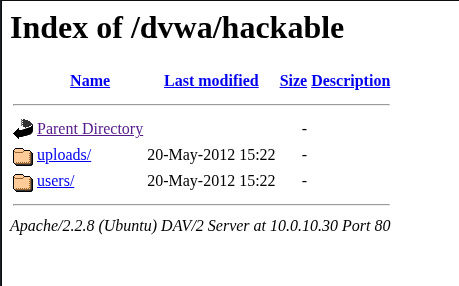 Index of /dvwa/hackable
Name Last modified Size Description
Parent Directory -
uploads/ 20-May-2012 15:22 -
users/ 20-May-2012 15:22 -
Apache/2.2.8 (Ubuntu) DAV/2 Server at 10.0.10.30 Port 80